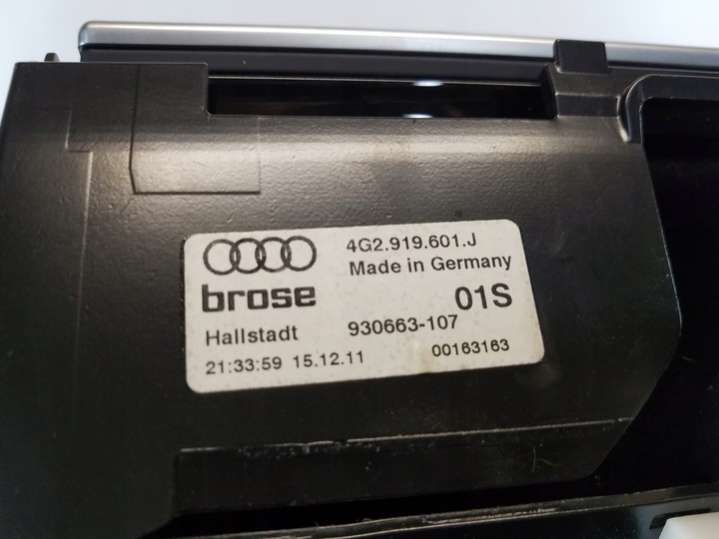 4G2.919.601.J
Made in Germany
brose 01S
Hallstadt 930663-107
21:33:59 15.12.11 00163163